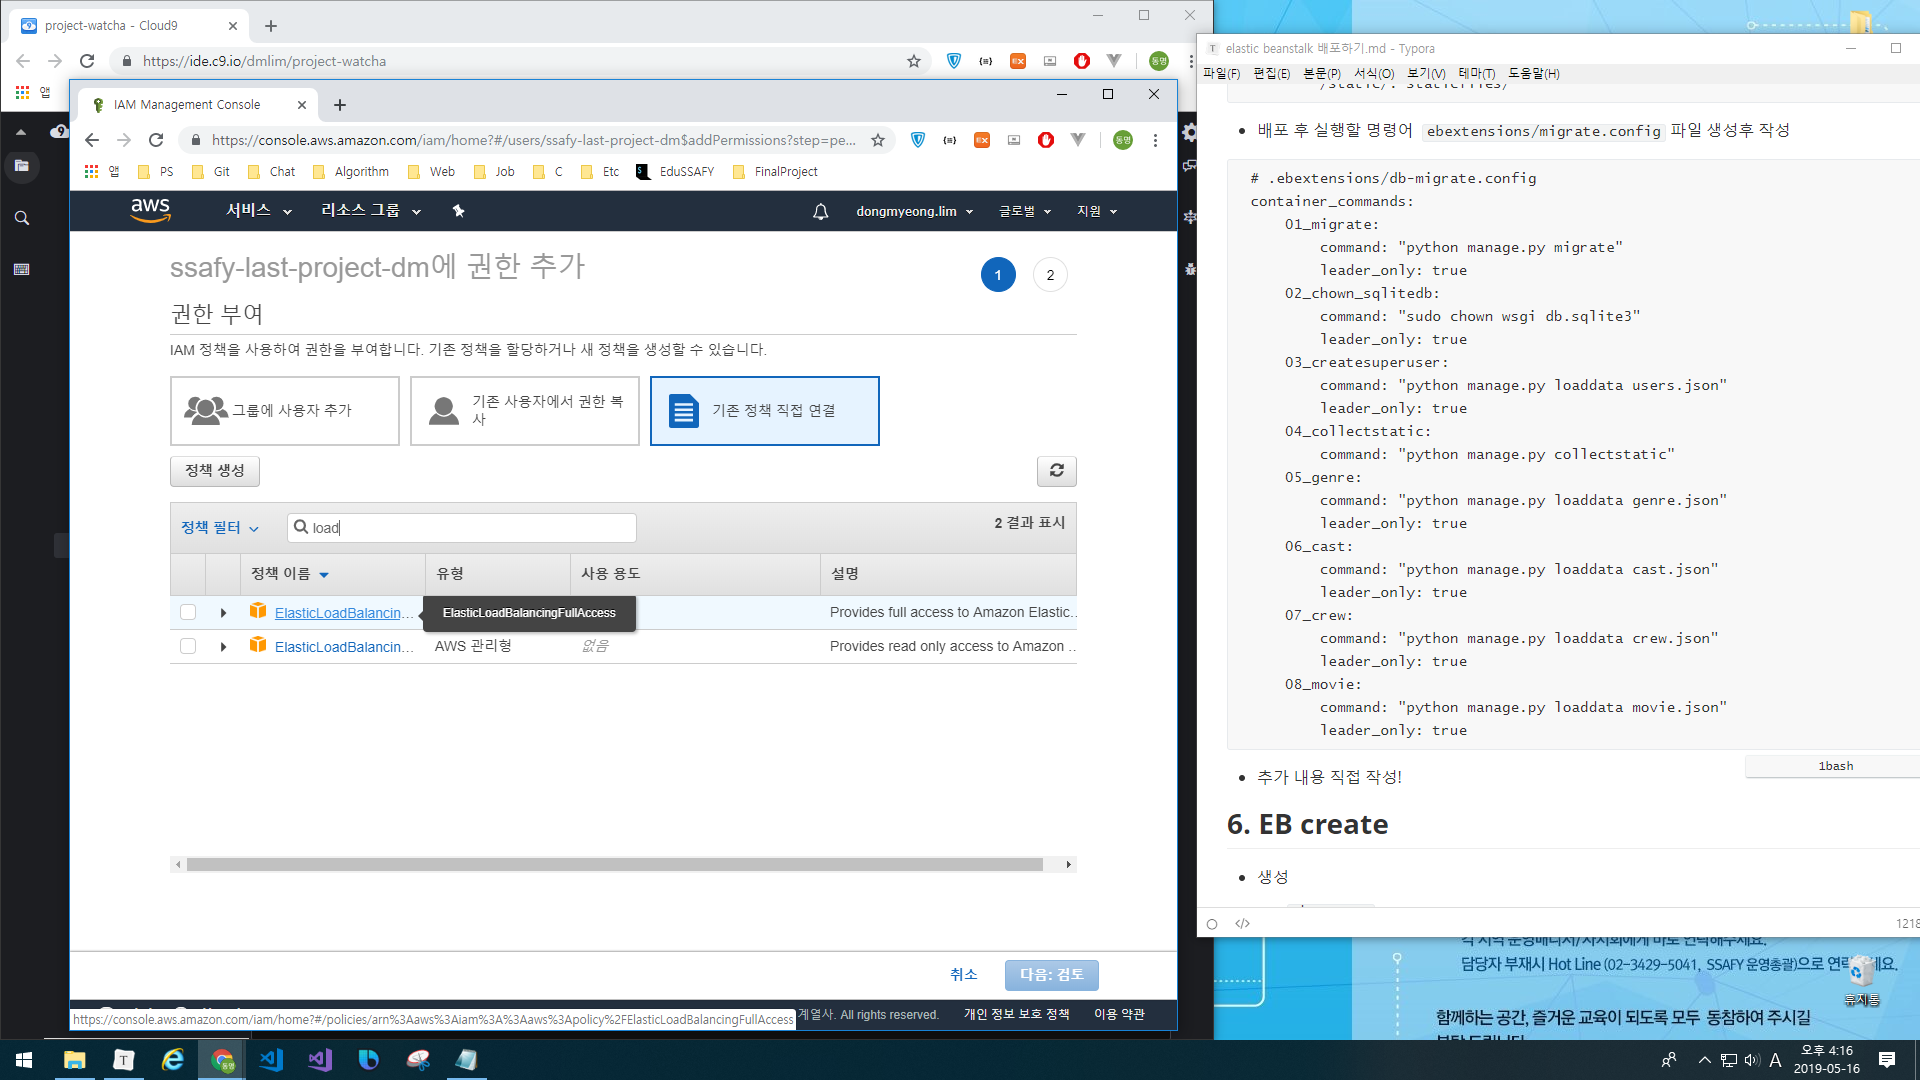 project-watcha - Cloud9
https://ide.c9.io/dmlim/project-watcha
앱
IAM Management Console
https://console.aws.amazon.com/iam/home?#/users/ssafy-last-project-dm$addPermissions?step=pe...
앱 PS Git Chat Algorithm Web Job C Etc EduSSAFY FinalProject
aws 서비스 리소스 그룹 dongmyeong.lim 글로벌 지원
ssafy-last-project-dm에 권한 추가
1 2
권한 부여
IAM 정책을 사용하여 권한을 부여합니다. 기존 정책을 할당하거나 새 정책을 생성할 수 있습니다.
그룹에 사용자 추가
기존 사용자에서 권한 복
사
기존 정책 직접 연결
정책 생성
정책 필터 load 2 결과 표시
정책 이름 유형 사용 용도 설명
ElasticLoadBalancin... ElasticLoadBalancingFullAccess Provides full access to Amazon Elastic...
ElasticLoadBalancin... AWS 관리형 없음 Provides read only access to Amazon ...
취소 다음: 검토
계열사. All rights reserved. 개인 정보 보호 정책 이용 약관
https://console.aws.amazon.com/iam/home?#/policies/arn%3Aaws%3Aiam%3A%3Aaws%3Apolicy%2FElasticLoadBalancingFullAccess
elastic beanstalk 배포하기.md - Typora
파일(F) 편집(E) 본문(P) 서식(O) 보기(V) 테마(T) 도움말(H)
/static/: staticfiles/
배포 후 실행할 명령어 ebextensions/migrate.config 파일 생성후 작성
# .ebextensions/db-migrate.config
container_commands:
01_migrate:
command: "python manage.py migrate"
leader_only: true
02_chown_sqlitedb:
command: "sudo chown wsgi db.sqlite3"
leader_only: true
03_createsuperuser:
command: "python manage.py loaddata users.json"
leader_only: true
04_collectstatic:
command: "python manage.py collectstatic"
05_genre:
command: "python manage.py loaddata genre.json"
leader_only: true
06_cast:
command: "python manage.py loaddata cast.json"
leader_only: true
07_crew:
command: "python manage.py loaddata crew.json"
leader_only: true
08_movie:
command: "python manage.py loaddata movie.json"
leader_only: true
1bash
추가 내용 직접 작성!
6. EB create
생성
1218
담당자 부재시 Hot Line (02-3429-5041, SSAFY 운영총괄)으로 연락
휴지통
함께하는 공간, 즐거운 교육이 되도록 모두 동참하여 주시길
A
오후 4:16
2019-05-16